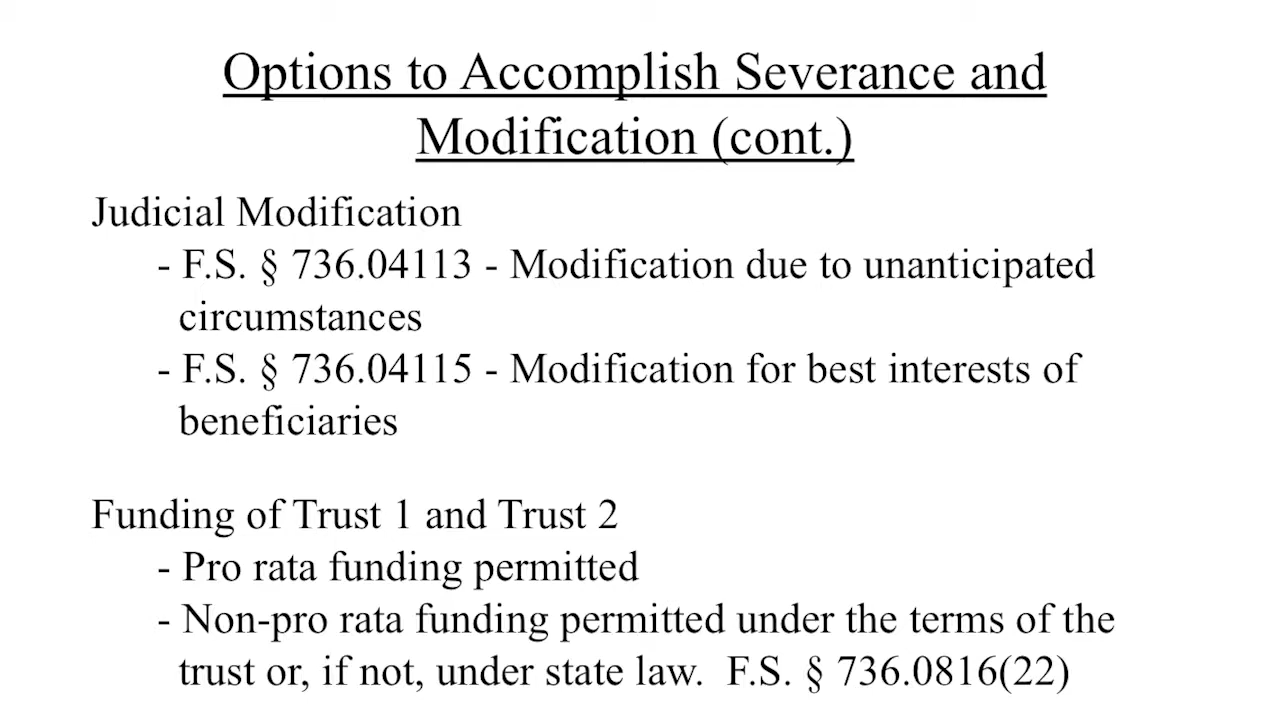 Options to Accomplish Severance and
Modification (cont.)
Judicial Modification
- F.S. § 736.04113 - Modification due to unanticipated
circumstances
- F.S. § 736.04115 - Modification for best interests of
beneficiaries
Funding of Trust 1 and Trust 2
- Pro rata funding permitted
- Non-pro rata funding permitted under the terms of the
trust or, if not, under state law.  F.S. § 736.0816(22)